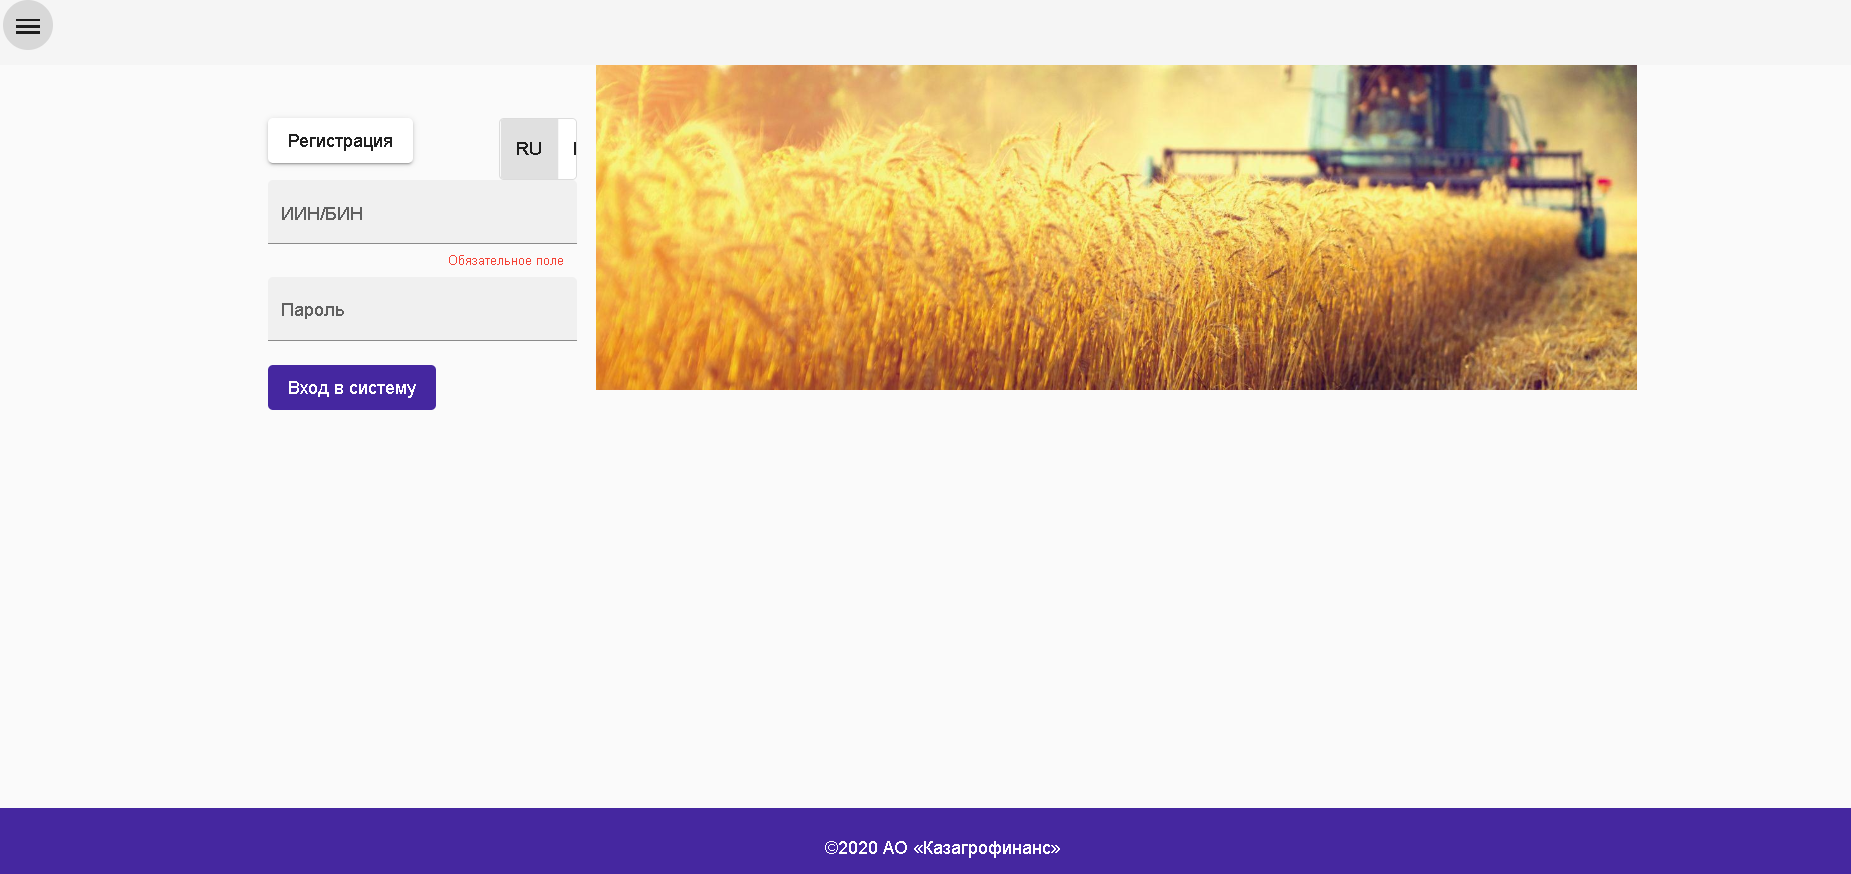 Регистрация
RU
ИИН/БИН
Обязательное поле
Пароль
Вход в систему
©2020 АО «Казагрофинанс»